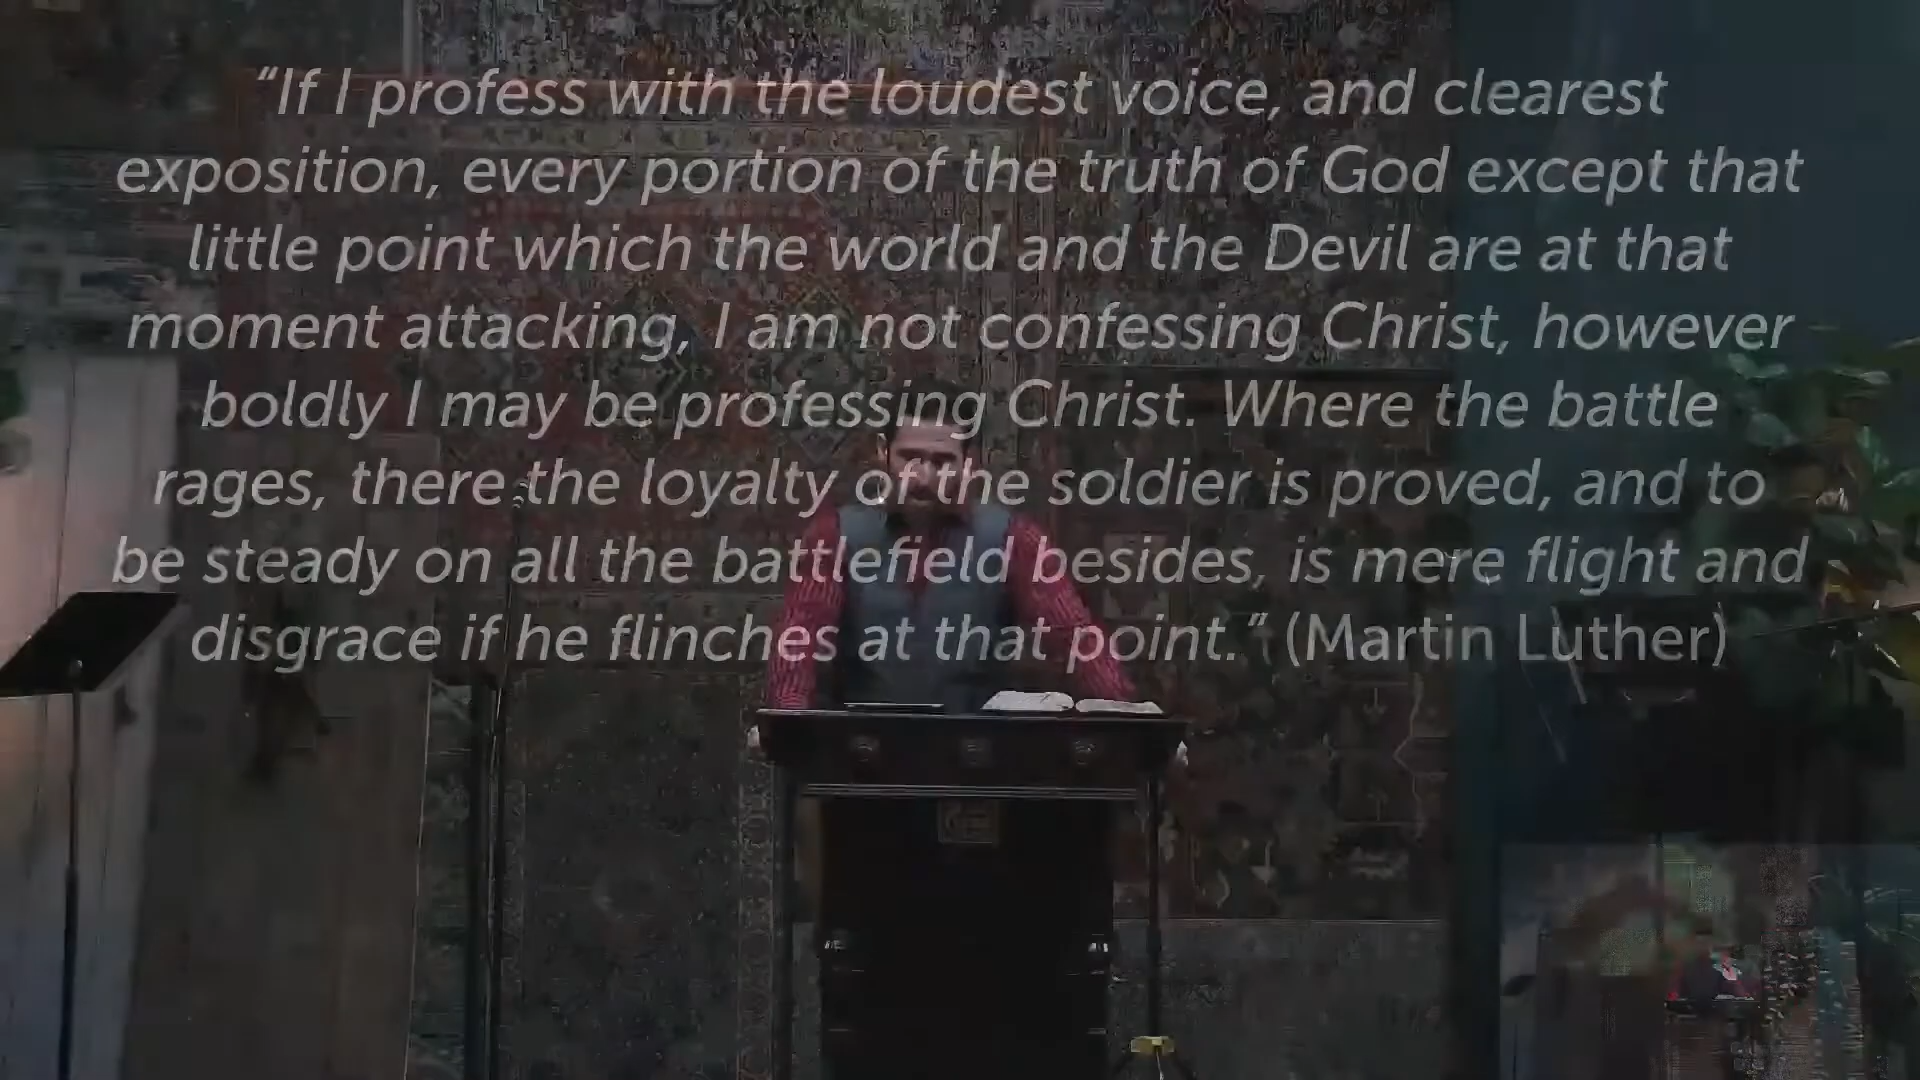 “If I profess with the loudest voice, and clearest
exposition, every portion of the truth of God except that
little point which the world and the Devil are at that
moment attacking, I am not confessing Christ, however
boldly I may be professing Christ. Where the battle
rages, there the loyalty of the soldier is proved, and to
be steady on all the battlefield besides, is mere flight and
disgrace if he flinches at that point.” (Martin Luther)